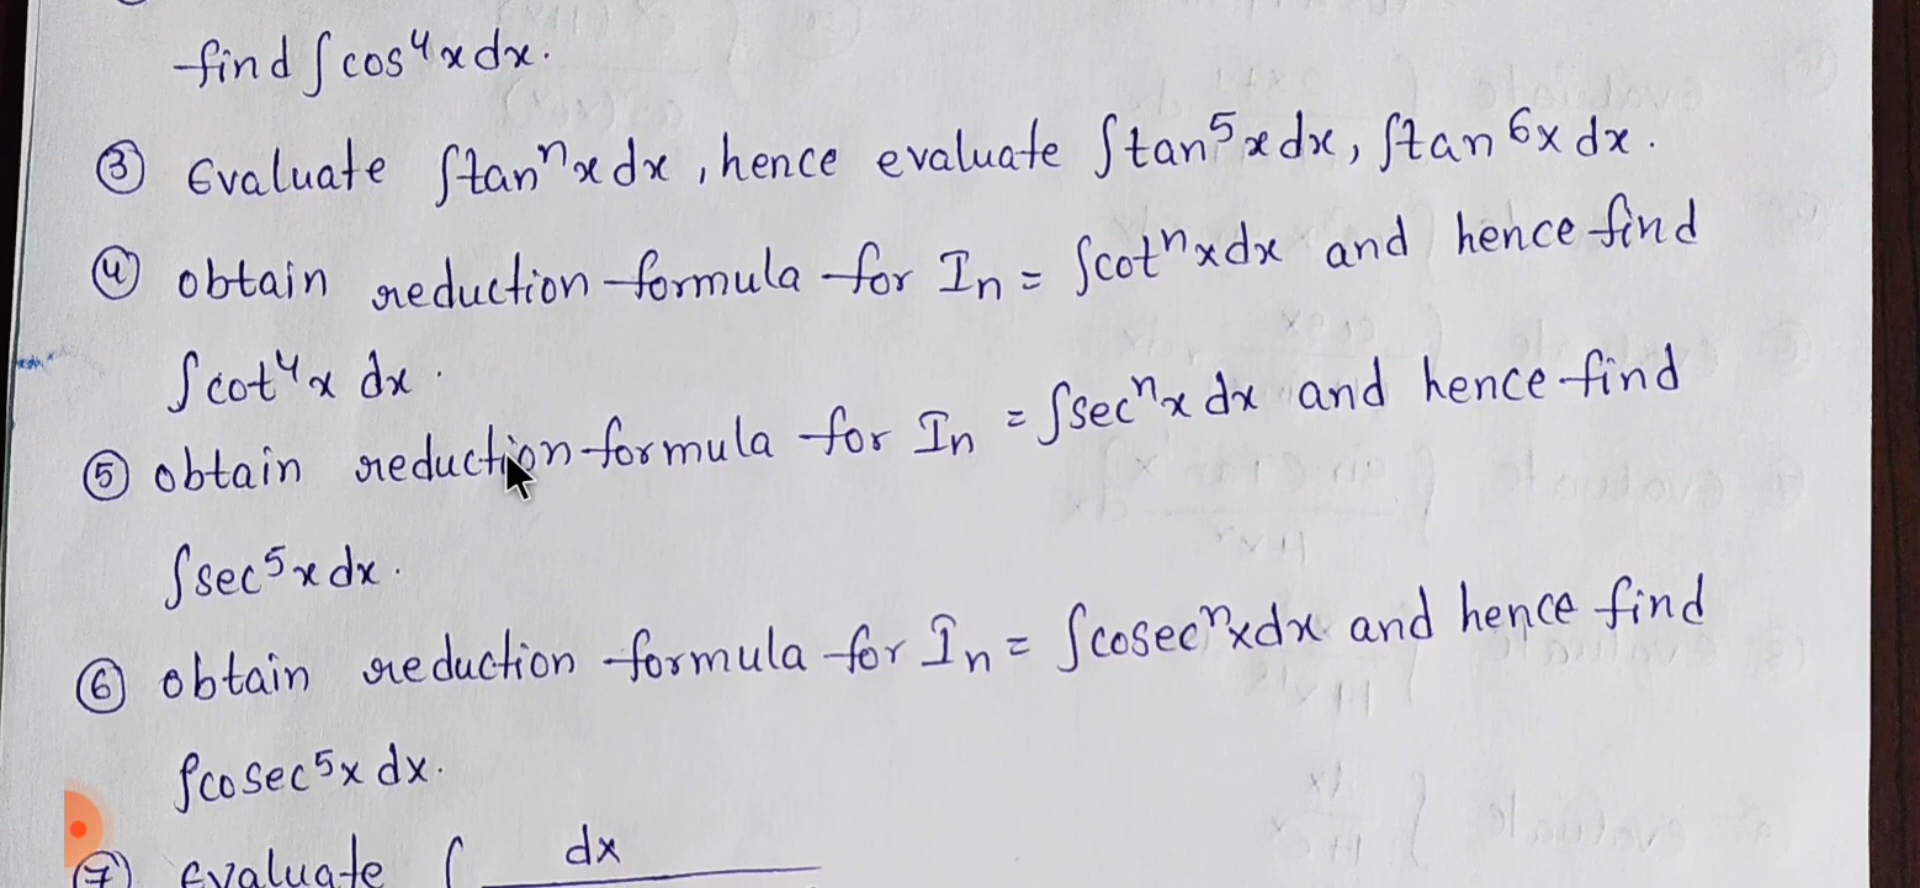 find ∫cos⁴x dx.
③ Evaluate ∫tanⁿx dx, hence evaluate ∫tan⁵x dx, ∫tan⁶x dx.
④ obtain reduction formula for Iₙ = ∫cotⁿx dx and hence find
∫cot⁴x dx.
⑤ obtain reduction formula for Iₙ = ∫secⁿx dx and hence find
∫sec⁵x dx.
⑥ obtain reduction formula for Iₙ = ∫cosecⁿx dx and hence find
∫cosec⁵x dx.
⑦ evaluate ∫ dx